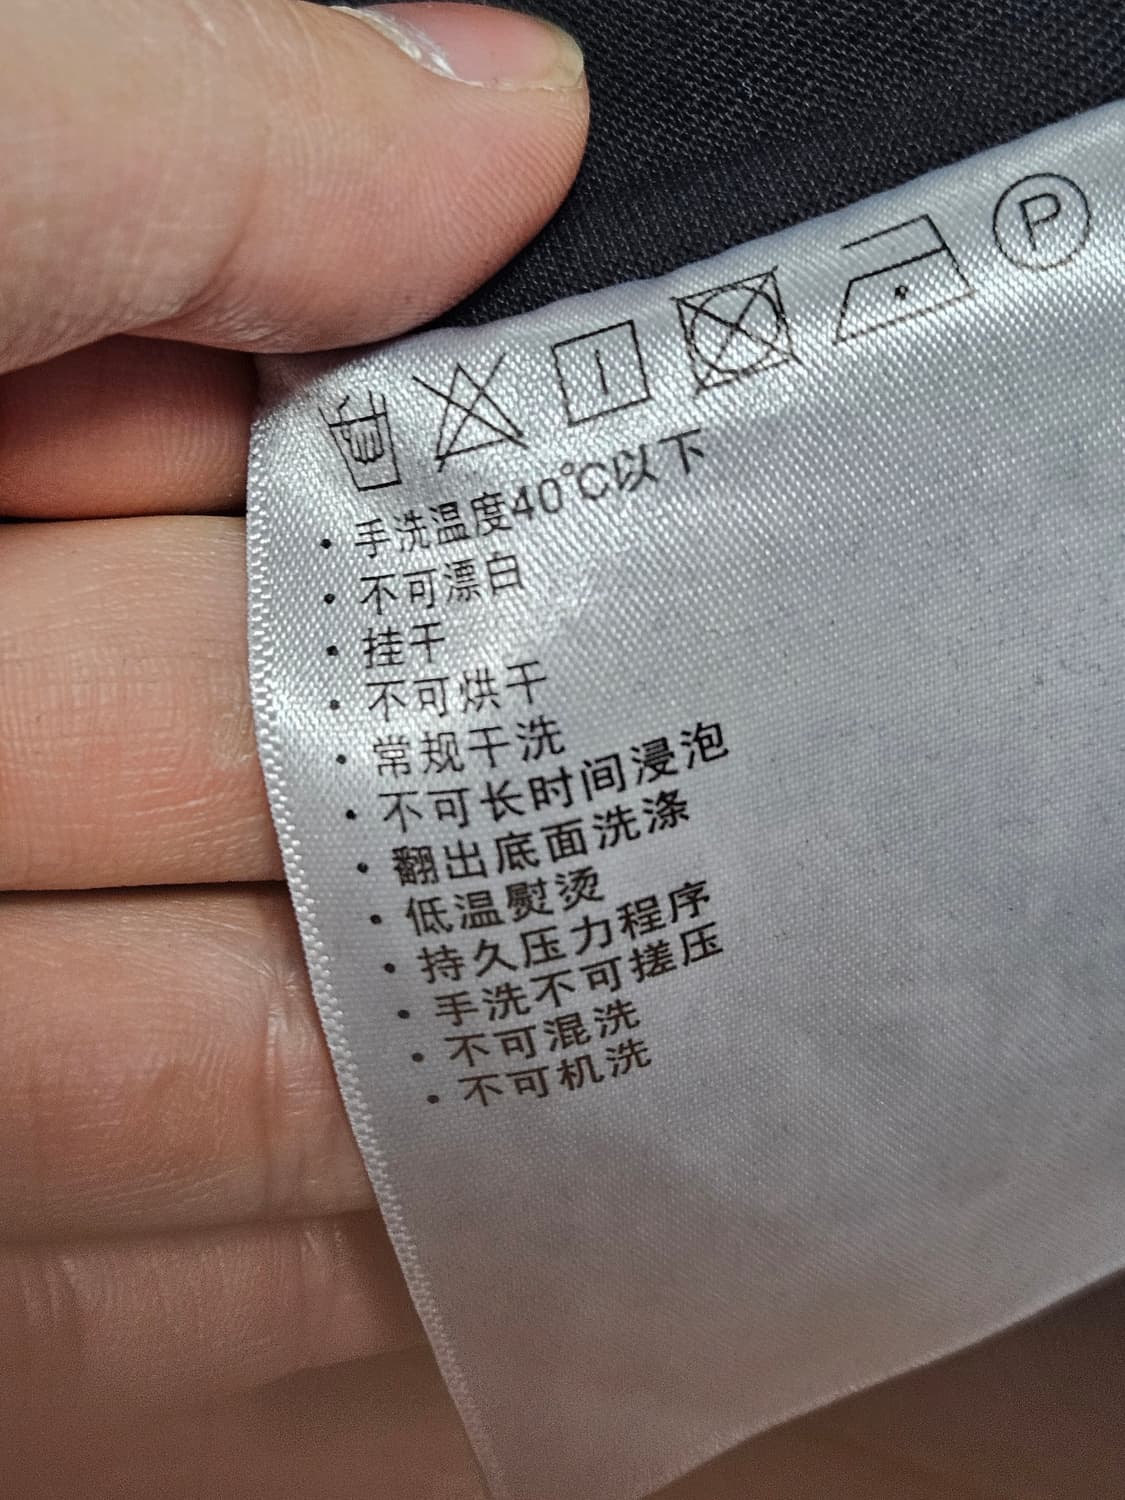 P
· 手洗温度40℃以下
· 不可漂白
· 挂干
· 不可烘干
· 常规干洗
· 不可长时间浸泡
· 翻出底面洗涤
· 低温熨烫
· 持久压力程序
· 手洗不可搓压
· 不可混洗
· 不可机洗